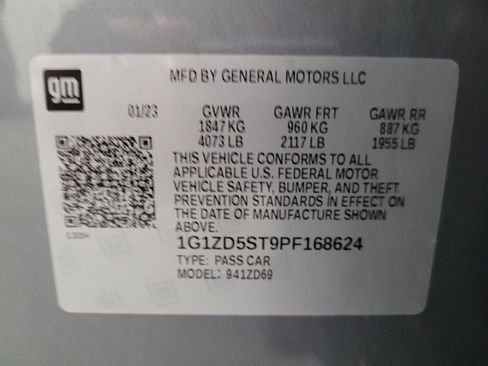 gm
MFD BY GENERAL MOTORS LLC
01/23 GVWR GAWR FRT GAWR RR
1847 KG 960 KG 887 KG
4073 LB 2117 LB 1955 LB
THIS VEHICLE CONFORMS TO ALL
APPLICABLE U.S. FEDERAL MOTOR
VEHICLE SAFETY, BUMPER, AND THEFT
PREVENTION STANDARDS IN EFFECT ON
THE DATE OF MANUFACTURE SHOWN
ABOVE.
1G1ZD5ST9PF168624
TYPE: PASS CAR
MODEL: 941ZD69